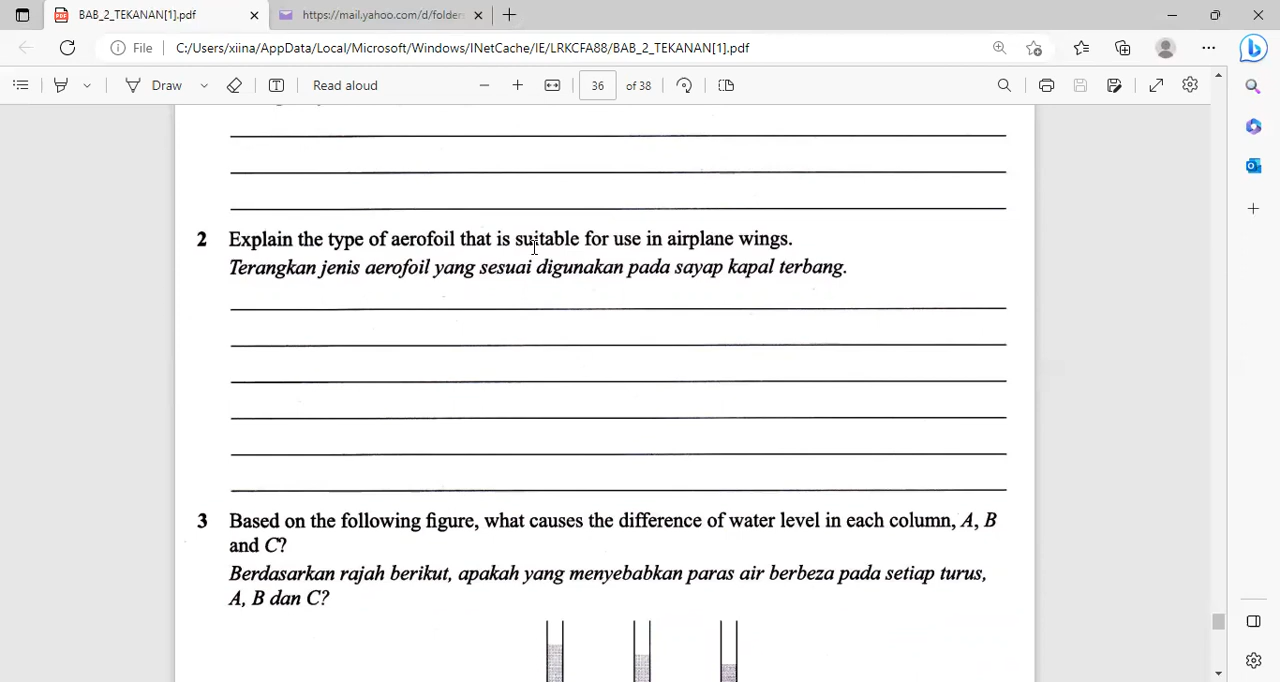 BAB_2_TEKANAN[1].pdf
https://mail.yahoo.com/d/folders
File
C:/Users/xiina/AppData/Local/Microsoft/Windows/INetCache/IE/LRKCFA88/BAB_2_TEKANAN[1].pdf
Draw
Read aloud
36
of 38
2 Explain the type of aerofoil that is suitable for use in airplane wings.
Terangkan jenis aerofoil yang sesuai digunakan pada sayap kapal terbang.
3 Based on the following figure, what causes the difference of water level in each column, A, B
and C?
Berdasarkan rajah berikut, apakah yang menyebabkan paras air berbeza pada setiap turus,
A, B dan C?